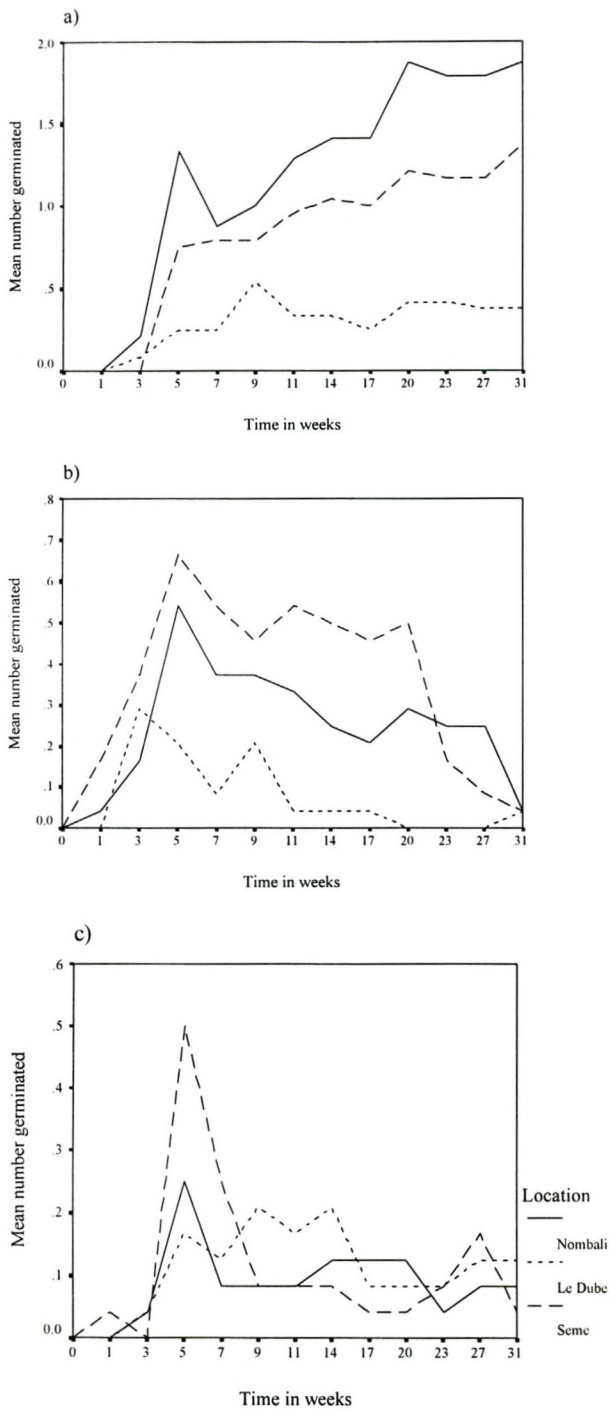 a)
Mean number germinated
2.0
1.5
1.0
.5
0.0
0 1 3 5 7 9 11 14 17 20 23 27 31
Time in weeks
b)
Mean number germinated
.8
.7
.6
.5
.4
.3
.2
.1
0.0
0 1 3 5 7 9 11 14 17 20 23 27 31
Time in weeks
c)
Mean number germinated
.6
.5
.4
.3
.2
.1
0.0
0 1 3 5 7 9 11 14 17 20 23 27 31
Time in weeks
Location
Nombali
Le Dube
Seme